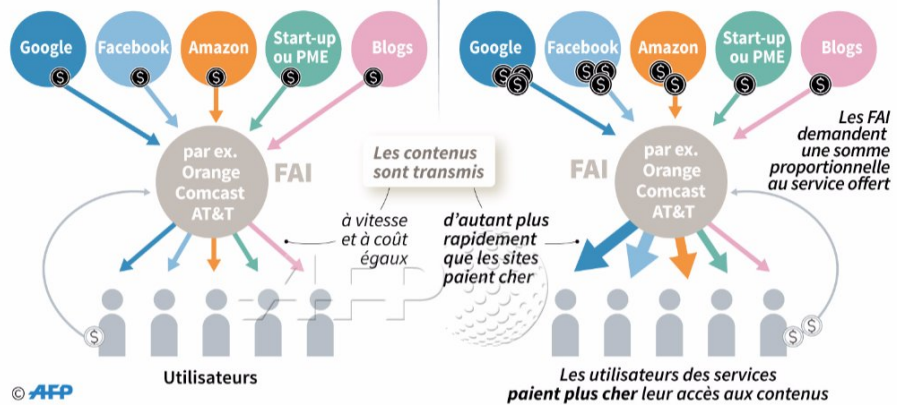 Google
Facebook
Amazon
Start-up
ou PME
Blogs
$
$
$
$
$
par ex.
Orange
Comcast
AT&T
FAI
$
Utilisateurs
Les contenus
sont transmis
à vitesse
et à coût
égaux
d'autant plus
rapidement
que les sites
paient cher
Google
Facebook
Amazon
Start-up
ou PME
Blogs
$
$
$
$
$
$
$
$
$
$
FAI
par ex.
Orange
Comcast
AT&T
Les FAI
demandent
une somme
proportionnelle
au service offert
$
$
Les utilisateurs des services
paient plus cher leur accès aux contenus
AFP
© AFP